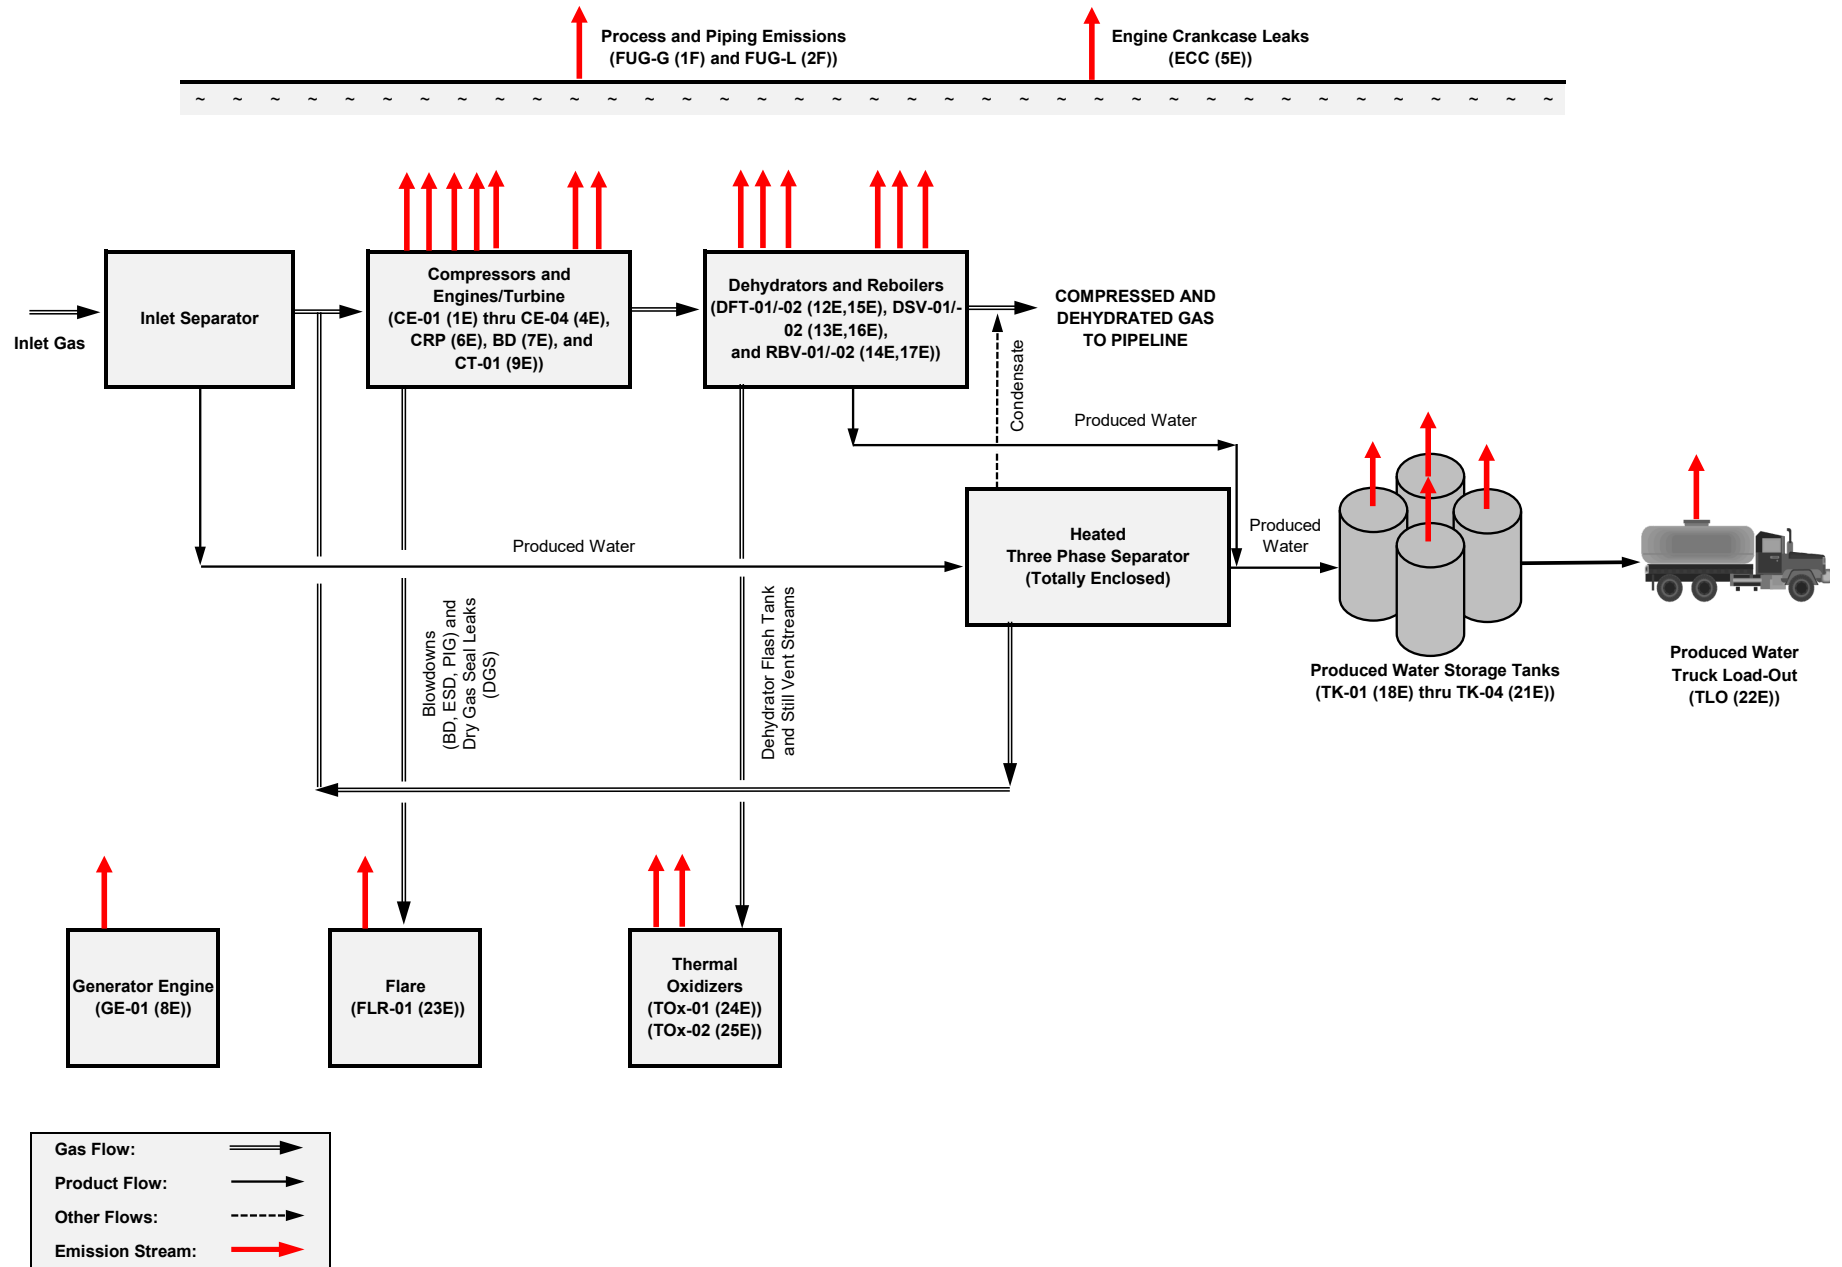 Process and Piping Emissions
(FUG-G (1F) and FUG-L (2F))
Engine Crankcase Leaks
(ECC (5E))
~ ~ ~ ~ ~ ~ ~ ~ ~ ~ ~ ~ ~ ~ ~ ~ ~ ~ ~ ~ ~ ~ ~ ~ ~ ~ ~ ~ ~ ~ ~ ~ ~ ~ ~ ~ ~
Inlet Gas
Inlet Separator
Compressors and
Engines/Turbine
(CE-01 (1E) thru CE-04 (4E),
CRP (6E), BD (7E), and
CT-01 (9E))
Dehydrators and Reboilers
(DFT-01/-02 (12E,15E), DSV-01/-
02 (13E,16E),
and RBV-01/-02 (14E,17E))
COMPRESSED AND
DEHYDRATED GAS
TO PIPELINE
Condensate
Produced Water
Produced Water
Heated
Three Phase Separator
(Totally Enclosed)
Produced
Water
Produced Water Storage Tanks
(TK-01 (18E) thru TK-04 (21E))
Produced Water
Truck Load-Out
(TLO (22E))
Blowdowns
(BD, ESD, PIG) and
Dry Gas Seal Leaks
(DGS)
Dehydrator Flash Tank
and Still Vent Streams
Generator Engine
(GE-01 (8E))
Flare
(FLR-01 (23E))
Thermal
Oxidizers
(TOx-01 (24E))
(TOx-02 (25E))
Gas Flow:
Product Flow:
Other Flows:
Emission Stream: